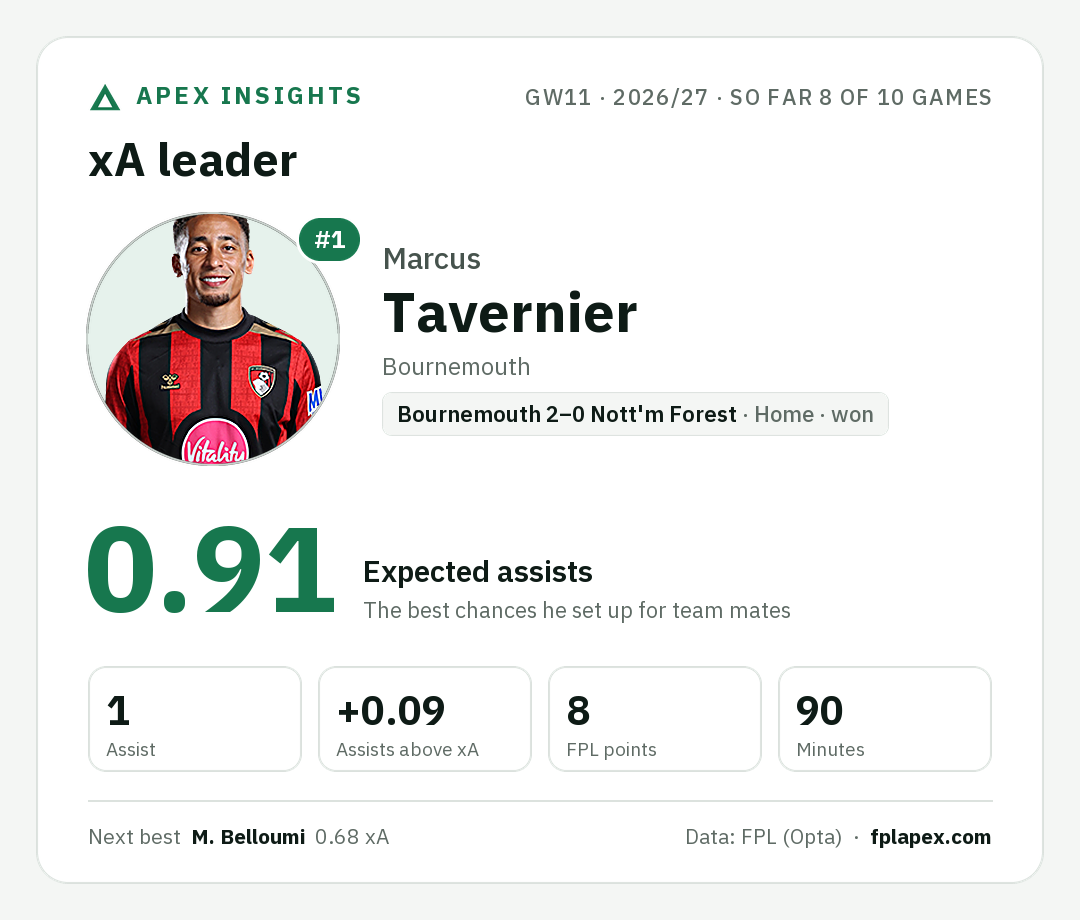 APEX INSIGHTS
GW11 · 2026/27 · SO FAR 8 OF 10 GAMES
xA leader
#1
Marcus
Tavernier
Bournemouth
Bournemouth 2–0 Nott'm Forest · Home · won
Vitality
0.91
Expected assists
The best chances he set up for team mates
1
Assist
+0.09
Assists above xA
8
FPL points
90
Minutes
Next best M. Belloumi 0.68 xA
Data: FPL (Opta) · fplapex.com